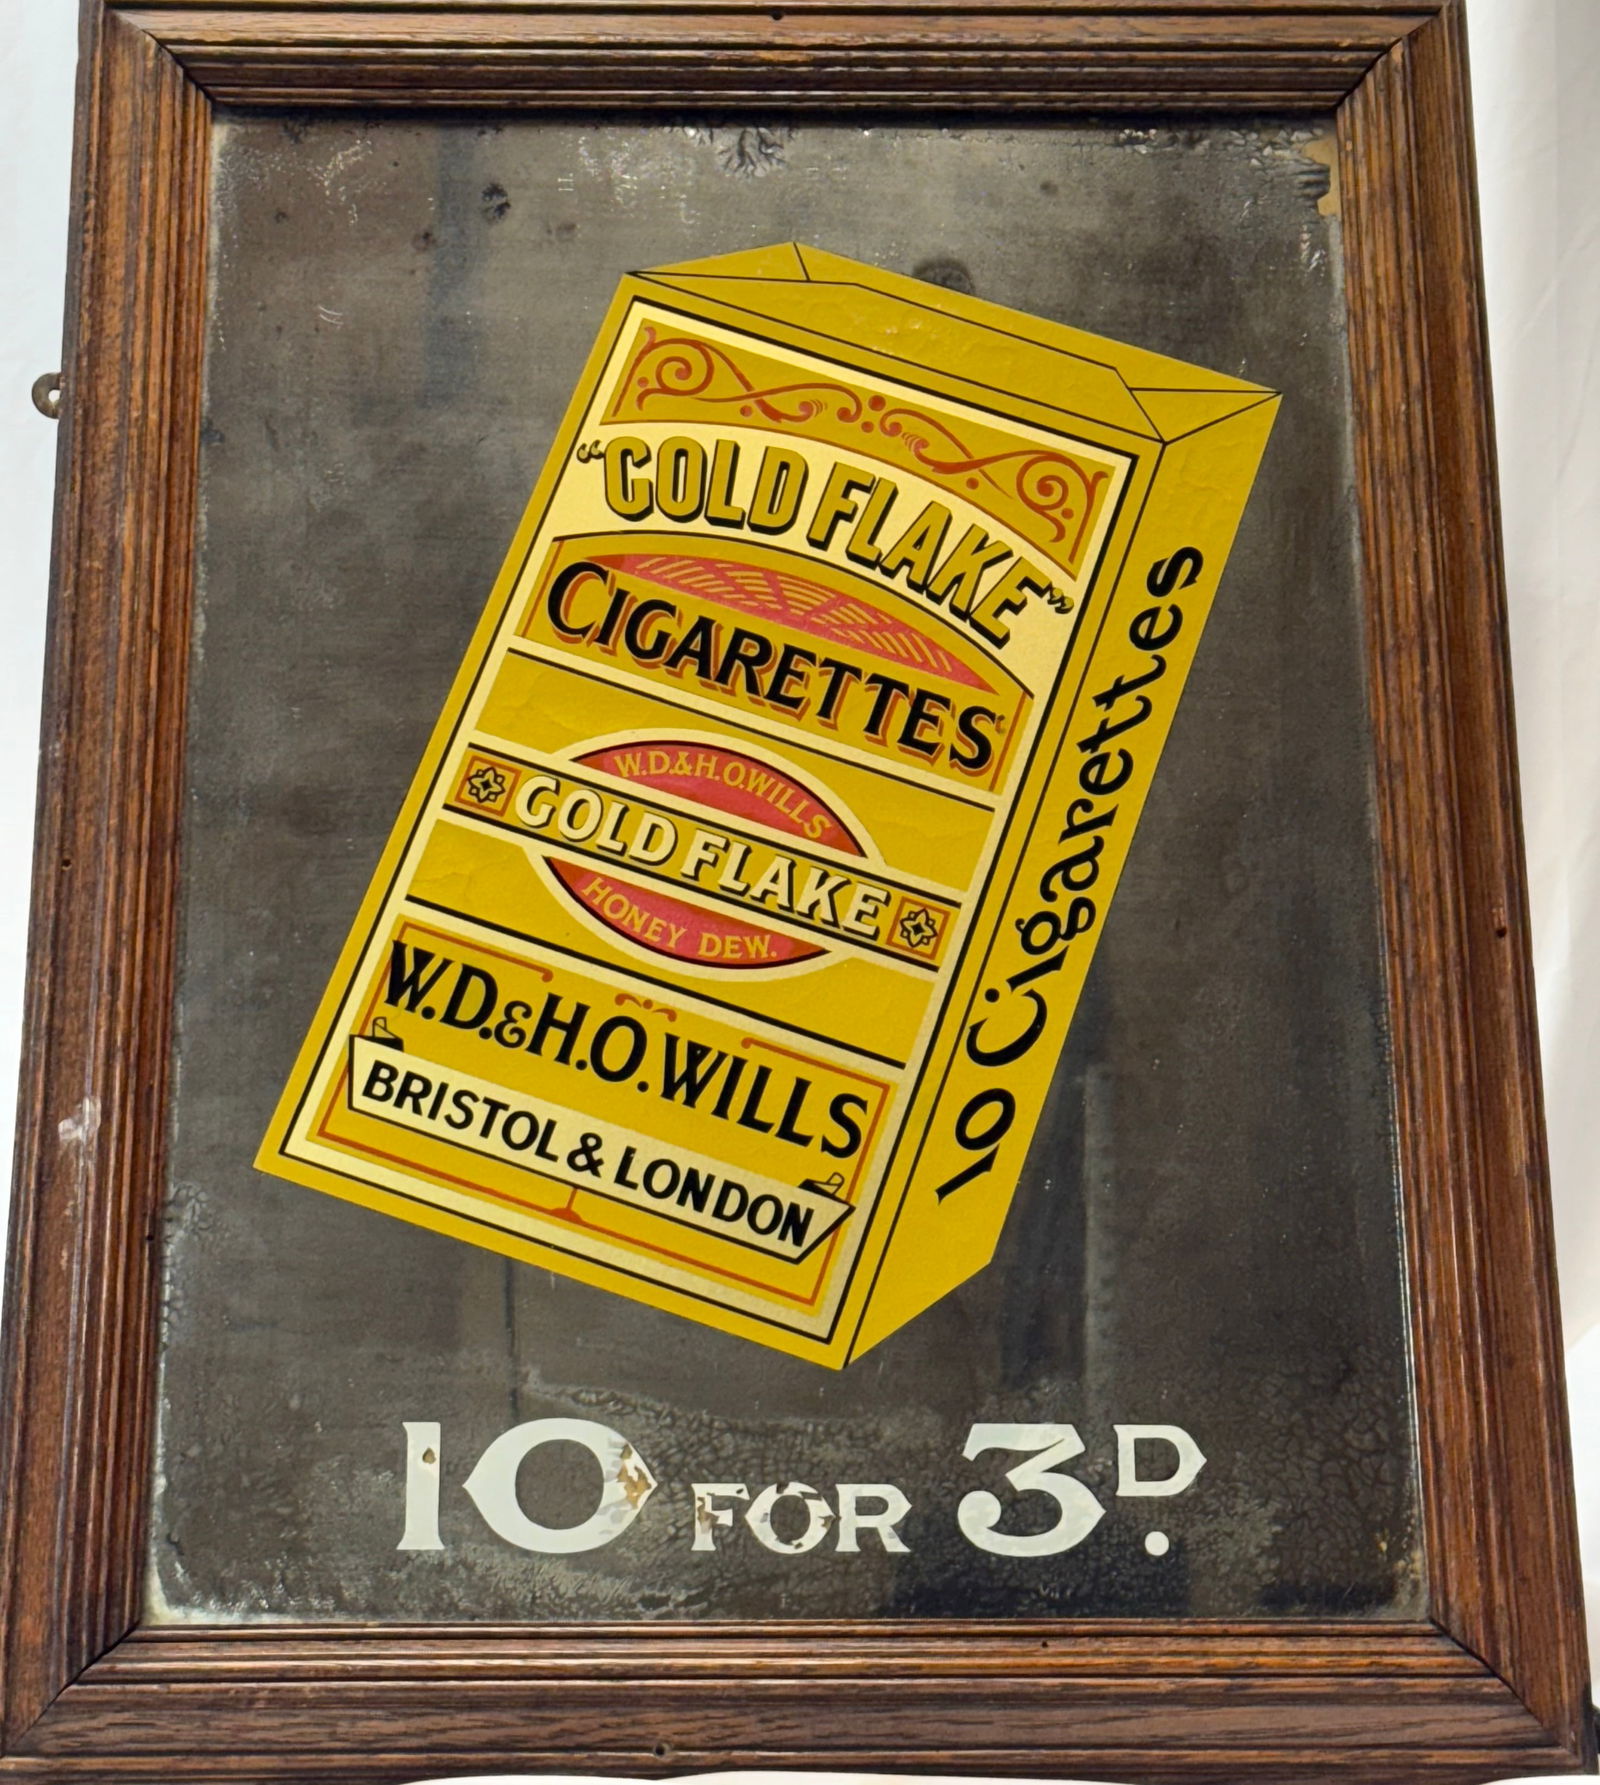 "GOLD FLAKE"
CIGARETTES
W.D.&H.O.WILLS
GOLD FLAKE
HONEY DEW.
W.D.&H.O.WILLS
BRISTOL & LONDON
10 Cigarettes
10 FOR 3D.